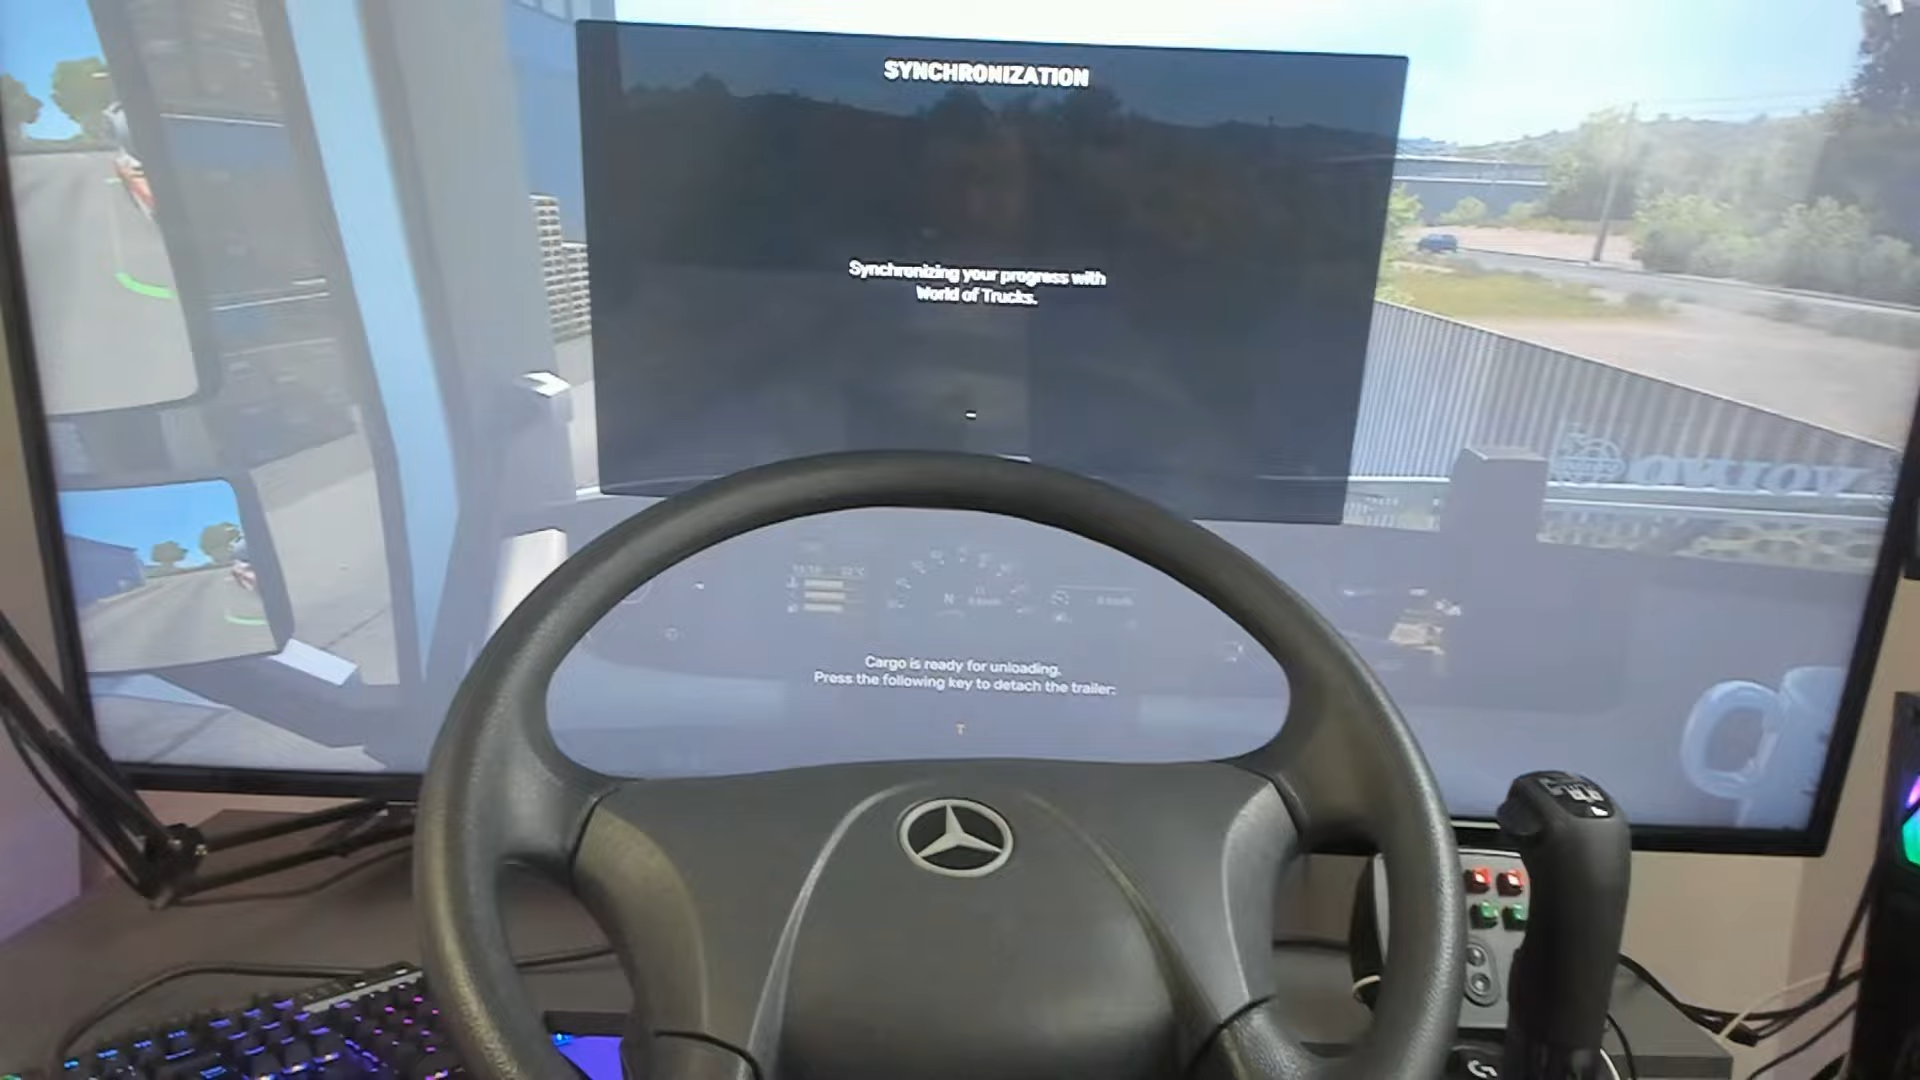 SYNCHRONIZATION
Synchronizing your progress with
World of Trucks.
N
Cargo is ready for unloading.
Press the following key to detach the trailer:
T